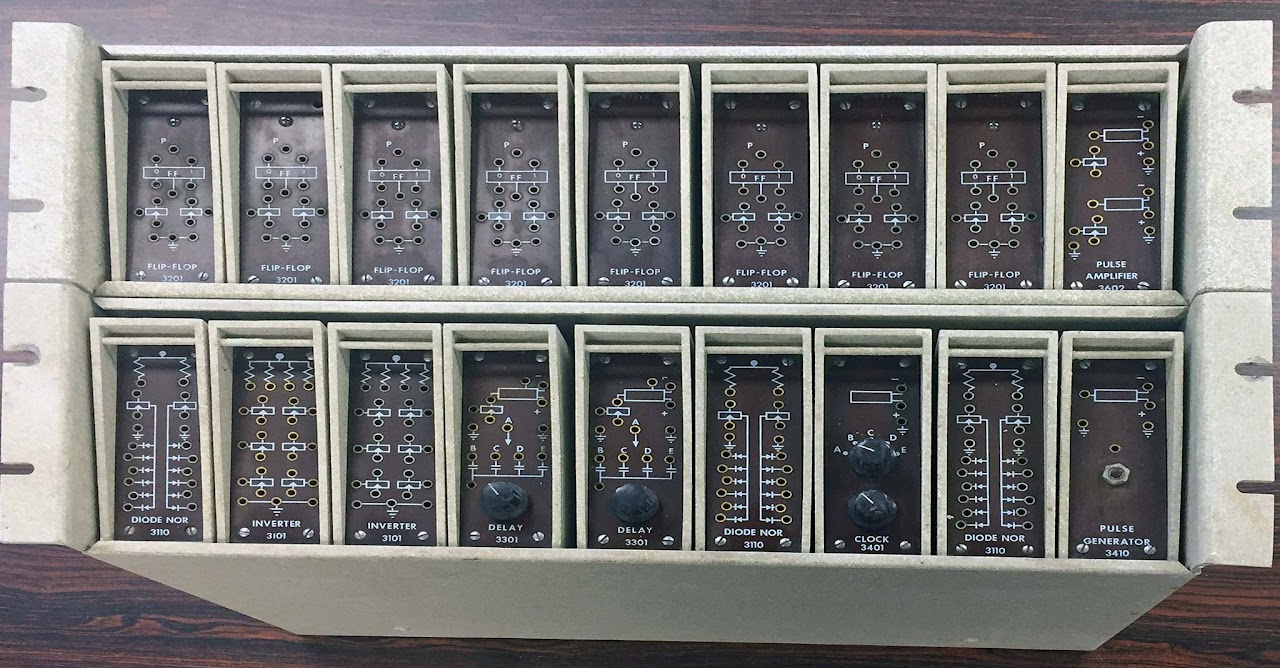 P
0 FF 1
FLIP-FLOP
3201
P
0 FF 1
FLIP-FLOP
3201
P
0 FF 1
FLIP-FLOP
3201
P
0 FF 1
FLIP-FLOP
3201
P
0 FF 1
FLIP-FLOP
3201
P
0 FF 1
FLIP-FLOP
3201
P
0 FF 1
FLIP-FLOP
3201
P
0 FF 1
FLIP-FLOP
3201
-
+
-
+
PULSE
AMPLIFIER
3602
DIODE NOR
3110
INVERTER
3101
INVERTER
3101
-
+
A
B C D E
DELAY
3301
-
+
A
B C D E
DELAY
3301
DIODE NOR
3110
-
+
A B C D E
CLOCK
3401
DIODE NOR
3110
-
+
PULSE
GENERATOR
3410